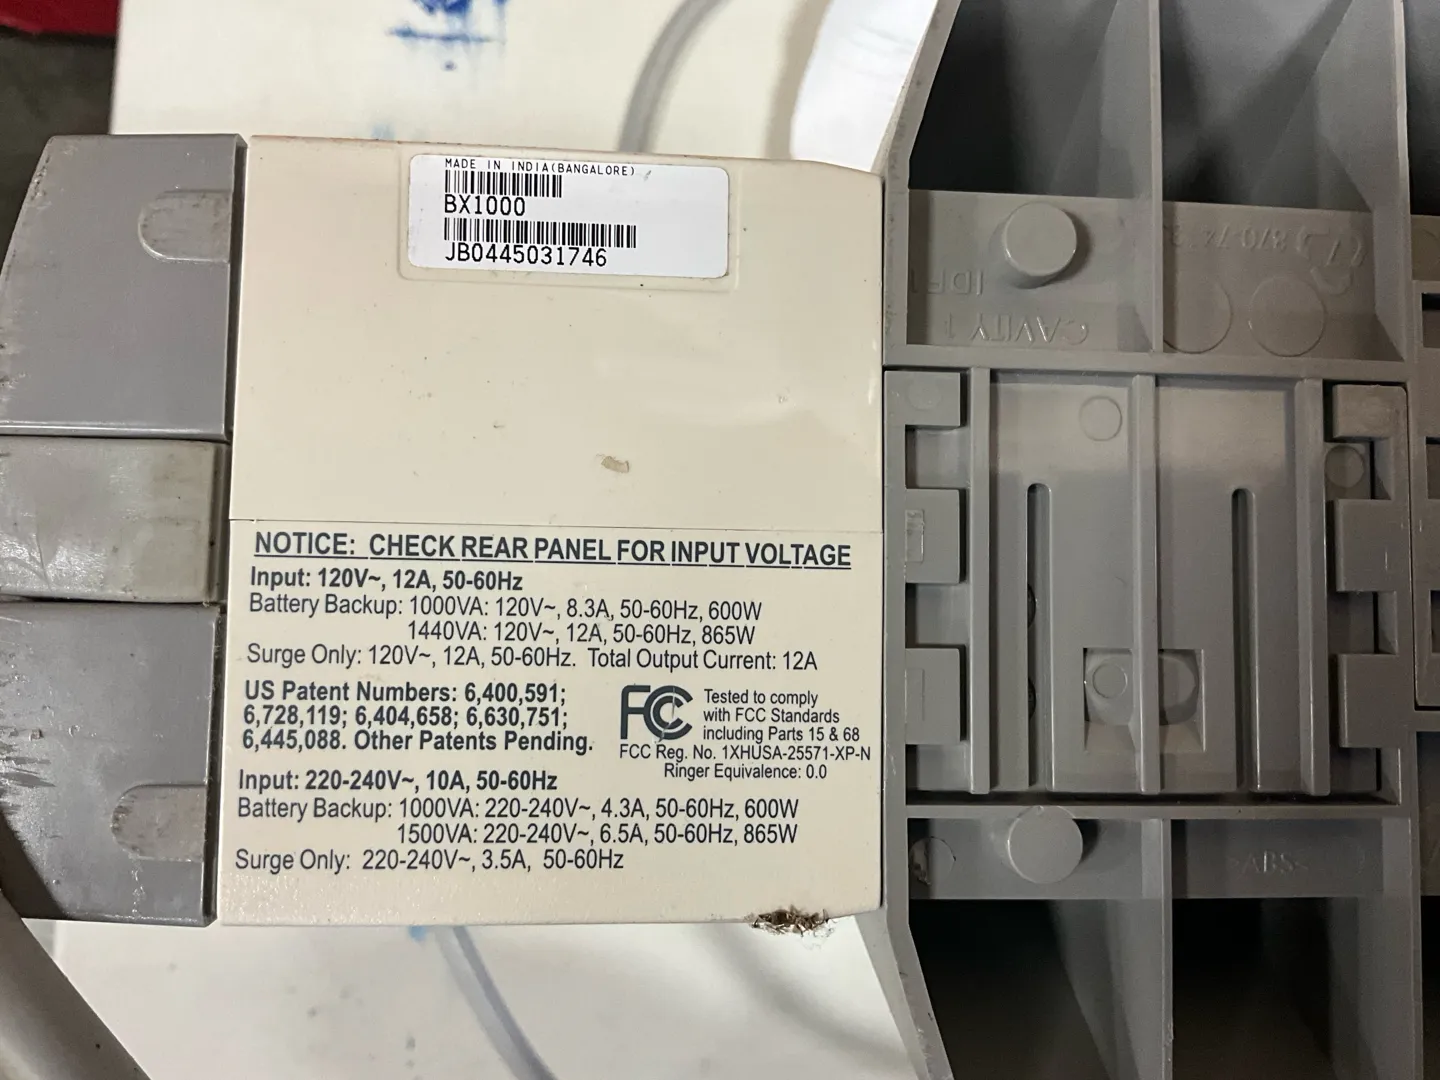 MADE IN INDIA(BANGALORE)
BX1000
JB0445031746
NOTICE: CHECK REAR PANEL FOR INPUT VOLTAGE
Input: 120V~, 12A, 50-60Hz
Battery Backup: 1000VA: 120V~, 8.3A, 50-60Hz, 600W
1440VA: 120V~, 12A, 50-60Hz, 865W
Surge Only: 120V~, 12A, 50-60Hz. Total Output Current: 12A
US Patent Numbers: 6,400,591;
6,728,119; 6,404,658; 6,630,751;
6,445,088. Other Patents Pending.
FCC
Tested to comply
with FCC Standards
including Parts 15 & 68
FCC Reg. No. 1XHUSA-25571-XP-N
Ringer Equivalence: 0.0
Input: 220-240V~, 10A, 50-60Hz
Battery Backup: 1000VA: 220-240V~, 4.3A, 50-60Hz, 600W
1500VA: 220-240V~, 6.5A, 50-60Hz, 865W
Surge Only: 220-240V~, 3.5A, 50-60Hz
CAVITY
>ABS<